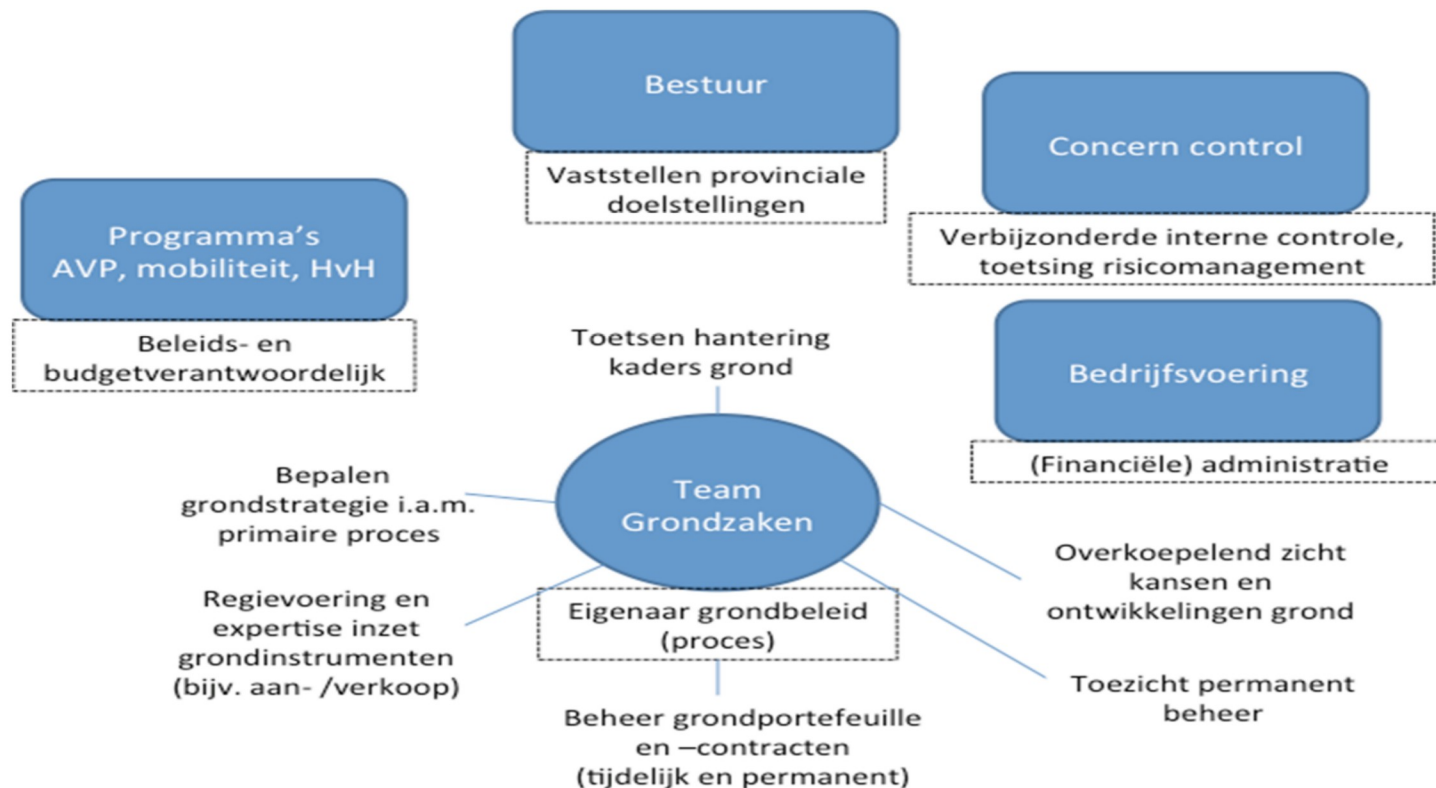 Bestuur
Vaststellen provinciale
doelstellingen
Concern control
Verbijzonderde interne controle,
toetsing risicomanagement
Programma’s
AVP, mobiliteit, HvH
Beleids- en
budgetverantwoordelijk
Bedrijfsvoering
(Financiële) administratie
Toetsen hantering
kaders grond
Team
Grondzaken
Eigenaar grondbeleid
(proces)
Bepalen
grondstrategie i.a.m.
primaire proces
Regievoering en
expertise inzet
grondinstrumenten
(bijv. aan- /verkoop)
Beheer grondportefeuille
en –contracten
(tijdelijk en permanent)
Overkoepelend zicht
kansen en
ontwikkelingen grond
Toezicht permanent
beheer